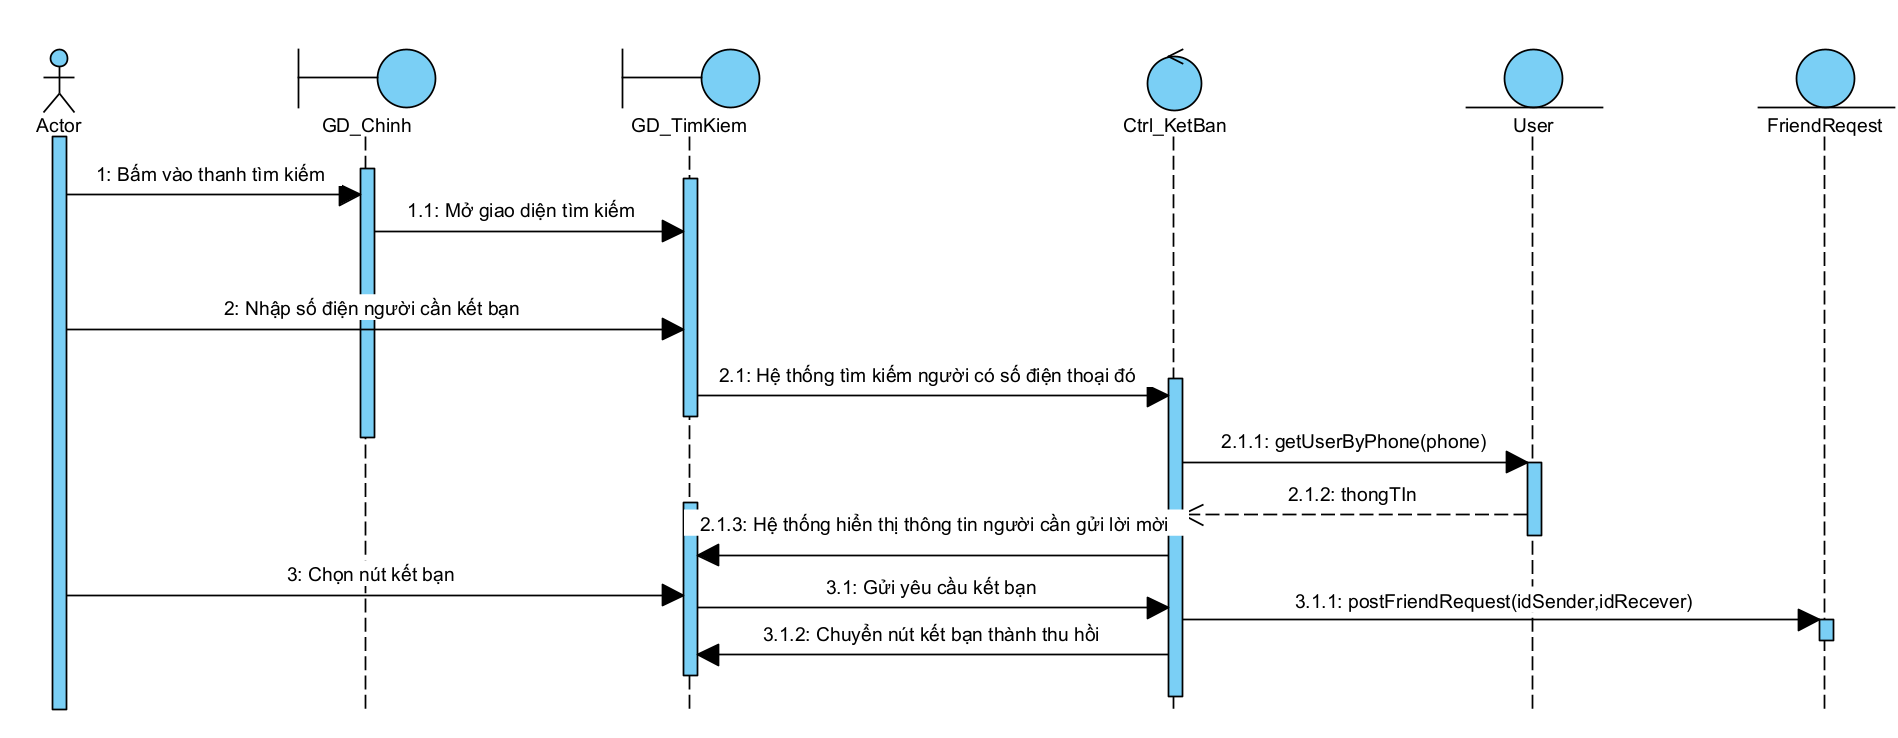 Actor
GD_Chinh
GD_TimKiem
Ctrl_KetBan
User
FriendReqest
1: Bấm vào thanh tìm kiếm
1.1: Mở giao diện tìm kiếm
2: Nhập số điện người cần kết bạn
2.1: Hệ thống tìm kiếm người có số điện thoại đó
2.1.1: getUserByPhone(phone)
2.1.2: thongTIn
2.1.3: Hệ thống hiển thị thông tin người cần gửi lời mời
3: Chọn nút kết bạn
3.1: Gửi yêu cầu kết bạn
3.1.1: postFriendRequest(idSender,idRecever)
3.1.2: Chuyển nút kết bạn thành thu hồi